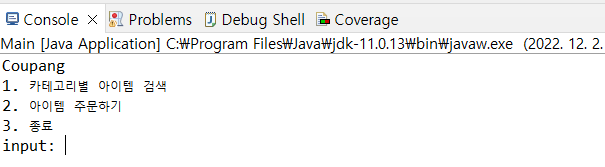 Console Problems Debug Shell Coverage
Main [Java Application] C:₩Program Files₩Java₩jdk-11.0.13₩bin₩javaw.exe (2022. 12. 2.
Coupang
1. 카테고리별 아이템 검색
2. 아이템 주문하기
3. 종료
input: